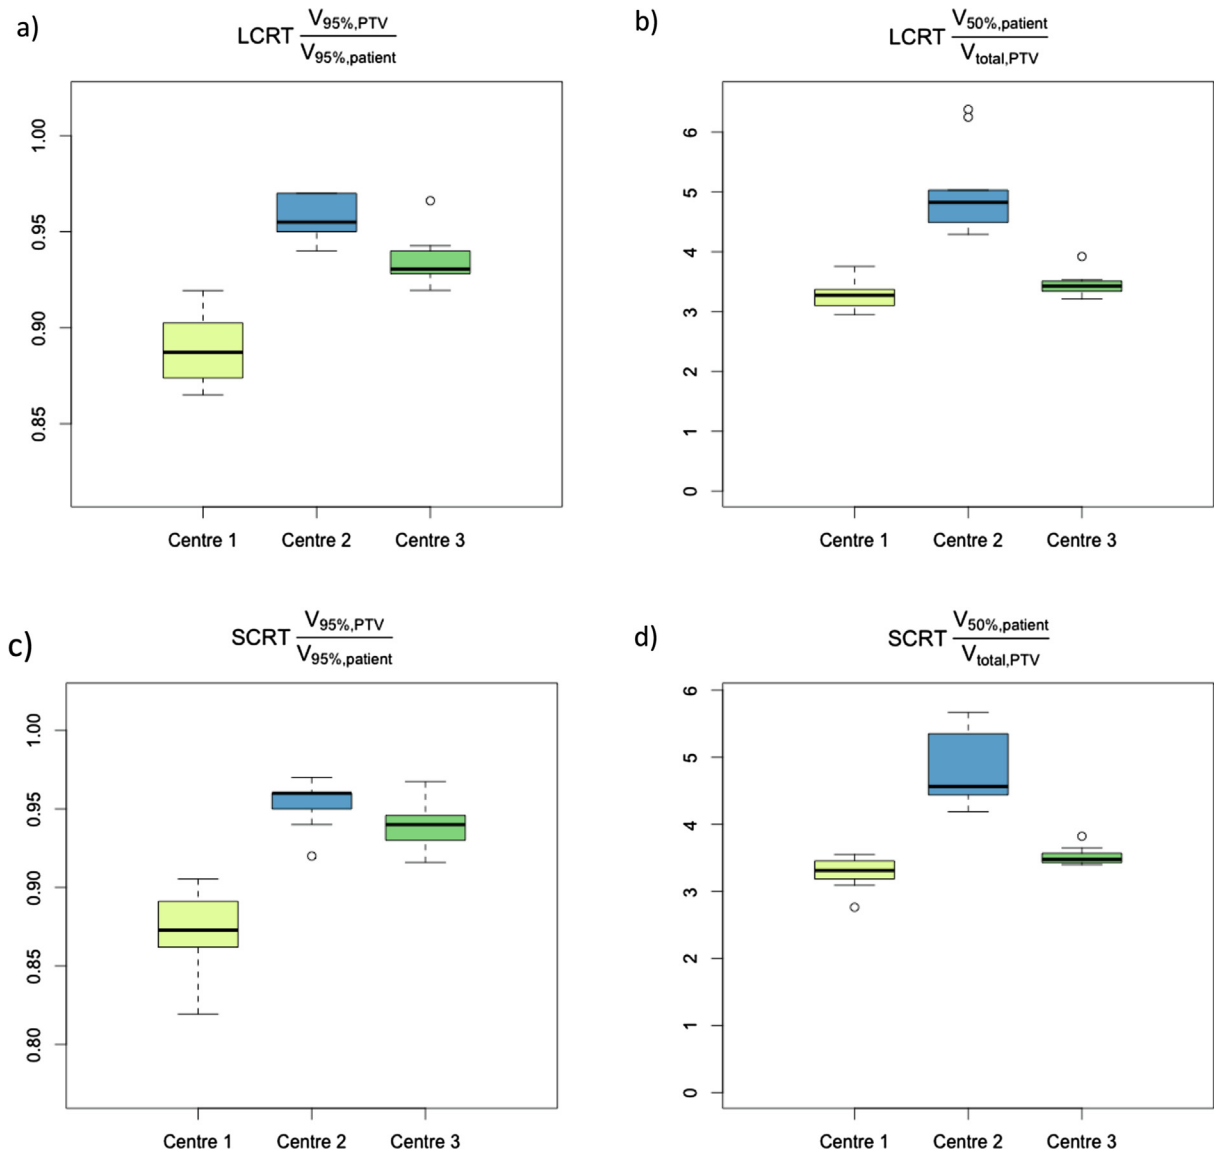 a)
LCRT V95%,PTV
V95%,patient
1.00
0.95
0.90
0.85
Centre 1 Centre 2 Centre 3
b)
LCRT V50%,patient
Vtotal,PTV
6
5
4
3
2
1
0
Centre 1 Centre 2 Centre 3
c)
SCRT V95%,PTV
V95%,patient
1.00
0.95
0.90
0.85
0.80
Centre 1 Centre 2 Centre 3
d)
SCRT V50%,patient
Vtotal,PTV
6
5
4
3
2
1
0
Centre 1 Centre 2 Centre 3